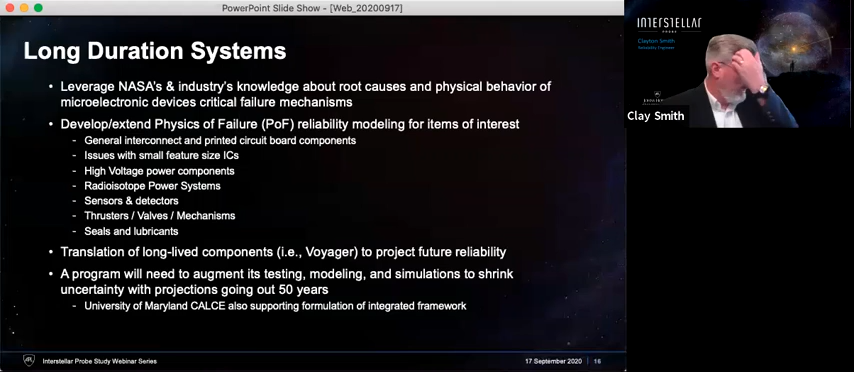 PowerPoint Slide Show - [Web_20200917]
Long Duration Systems
• Leverage NASA's & industry's knowledge about root causes and physical behavior of
microelectronic devices critical failure mechanisms
• Develop/extend Physics of Failure (PoF) reliability modeling for items of interest
- General interconnect and printed circuit board components
- Issues with small feature size ICs
- High Voltage power components
- Radioisotope Power Systems
- Sensors & detectors
- Thrusters / Valves / Mechanisms
- Seals and lubricants
• Translation of long-lived components (i.e., Voyager) to project future reliability
• A program will need to augment its testing, modeling, and simulations to shrink
uncertainty with projections going out 50 years
- University of Maryland CALCE also supporting formulation of integrated framework
APL
Interstellar Probe Study Webinar Series
17 September 2020
16
INTERSTELLAR
PROBE
Clayton Smith
Reliability Engineer
Clay Smith